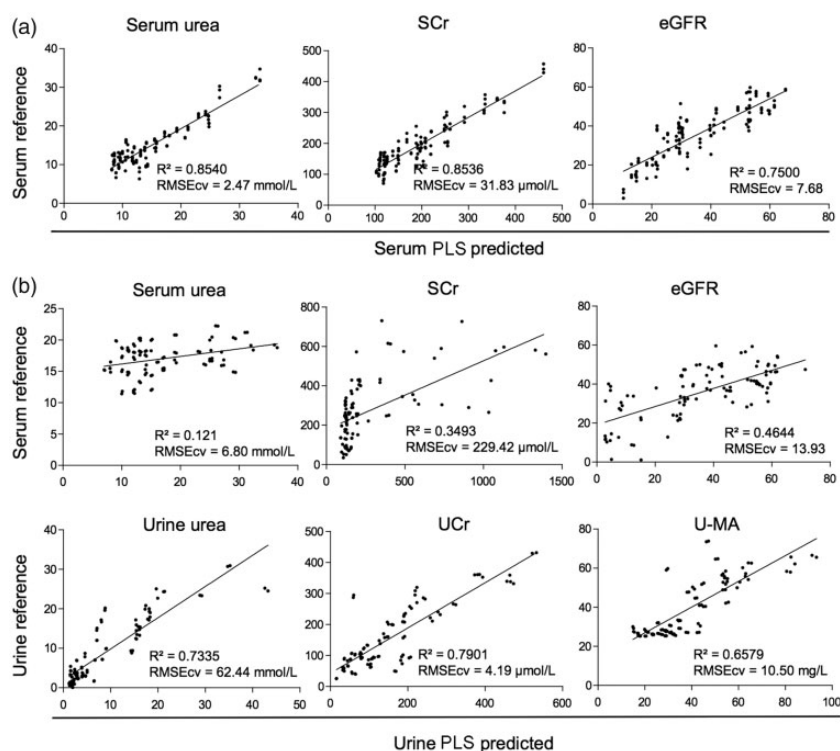 (a)
Serum urea SCr eGFR
Serum reference
40
30
20
10
0
0 10 20 30 40
R² = 0.8540
RMSEcv = 2.47 mmol/L
500
400
300
200
100
0
0 100 200 300 400 500
R² = 0.8536
RMSEcv = 31.83 µmol/L
80
60
40
20
0
0 20 40 60 80
R² = 0.7500
RMSEcv = 7.68
Serum PLS predicted
(b)
Serum urea SCr eGFR
Serum reference
25
20
15
10
5
0
0 10 20 30 40
R² = 0.121
RMSEcv = 6.80 mmol/L
800
600
400
200
0
0 500 1000 1500
R² = 0.3493
RMSEcv = 229.42 µmol/L
80
60
40
20
0
0 20 40 60 80
R² = 0.4644
RMSEcv = 13.93
Urine urea UCr U-MA
Urine reference
40
30
20
10
0
0 10 20 30 40 50
R² = 0.7335
RMSEcv = 62.44 mmol/L
500
400
300
200
100
0
0 200 400 600
R² = 0.7901
RMSEcv = 4.19 µmol/L
80
60
40
20
0
0 20 40 60 80 100
R² = 0.6579
RMSEcv = 10.50 mg/L
Urine PLS predicted